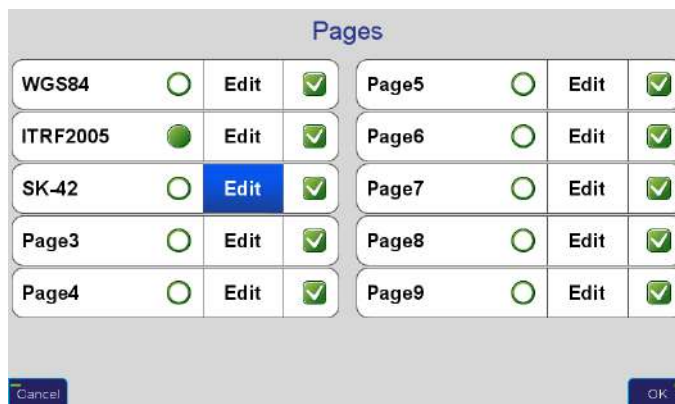 Pages
WGS84 Edit
ITRF2005 Edit
SK-42 Edit
Page3 Edit
Page4 Edit
Page5 Edit
Page6 Edit
Page7 Edit
Page8 Edit
Page9 Edit
Cancel
OK